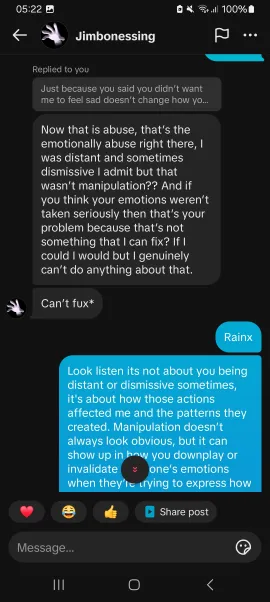 05:22
100%
Jimbonessing
Replied to you
Just because you said you didn't want
me to feel sad doesn't change how yo...
Now that is abuse, that's the
emotionally abuse right there, I
was distant and sometimes
dismissive I admit but that
wasn't manipulation?? And if
you think your emotions weren't
taken seriously then that's your
problem because that's not
something that I can fix? If I
could I would but I genuinely
can't do anything about that.
Can't fux*
Rainx
Look listen its not about you being
distant or dismissive sometimes,
it's about how those actions
affected me and the patterns they
created. Manipulation doesn't
always look obvious, but it can
show up in how you downplay or
invalidate one's emotions
when they're trying to express how
Share post
Message...